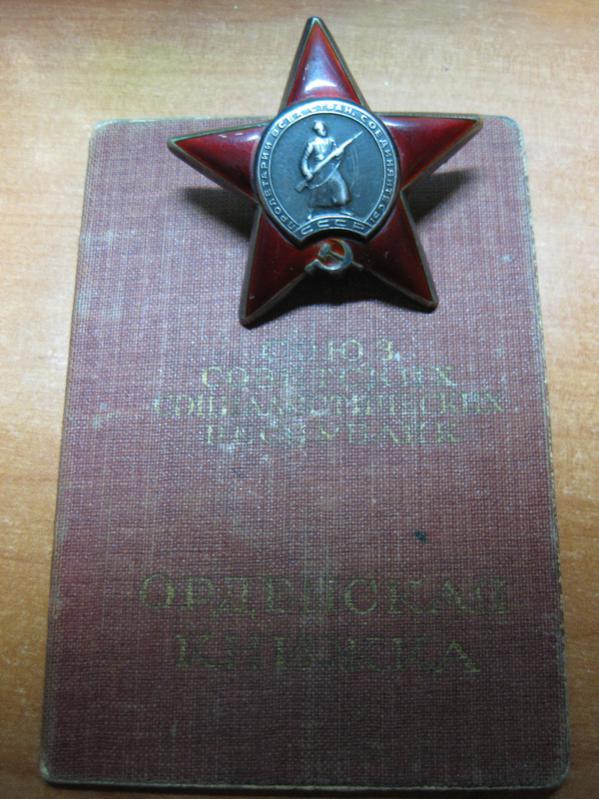 ПРОЛЕТАРИИ ВСЕХ СТРАН, СОЕДИНЯЙТЕСЬ!
СССР
СОЮЗ
СОВЕТСКИХ
СОЦИАЛИСТИЧЕСКИХ
РЕСПУБЛИК
ОРДЕНСКАЯ
КНИЖКА